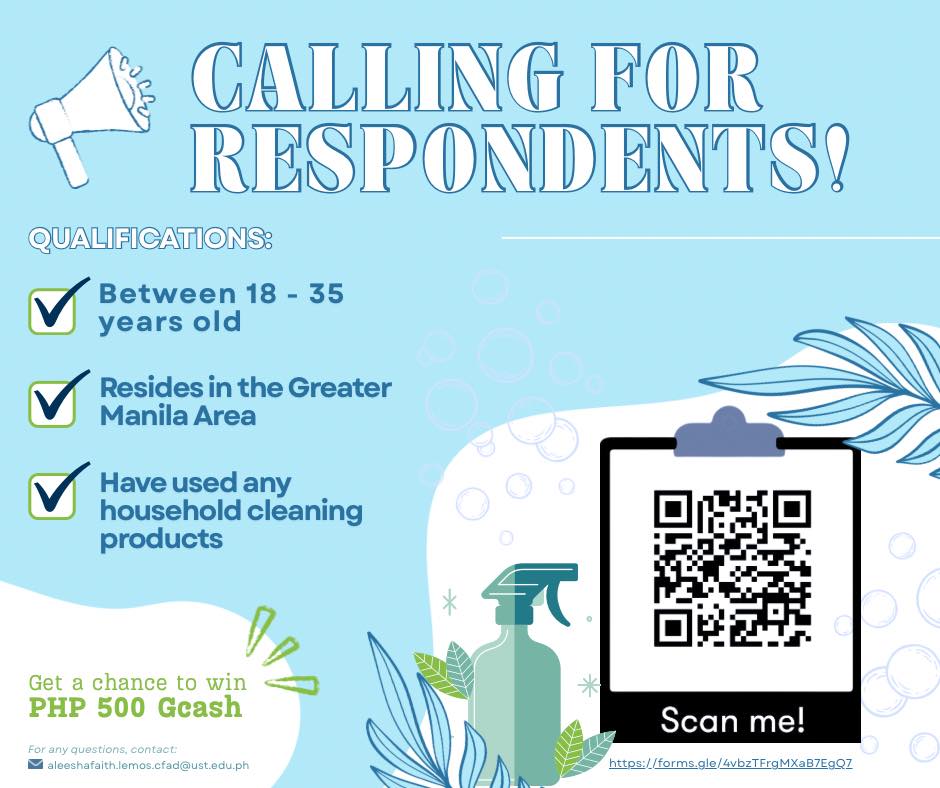 CALLING FOR
RESPONDENTS!
QUALIFICATIONS:
Between 18 - 35
years old
Resides in the Greater
Manila Area
Have used any
household cleaning
products
Get a chance to win
PHP 500 Gcash
For any questions, contact:
aleeshafaith.lemos.cfad@ust.edu.ph
Scan me!
https://forms.gle/4vbzTFrgMXaB7EgQ7